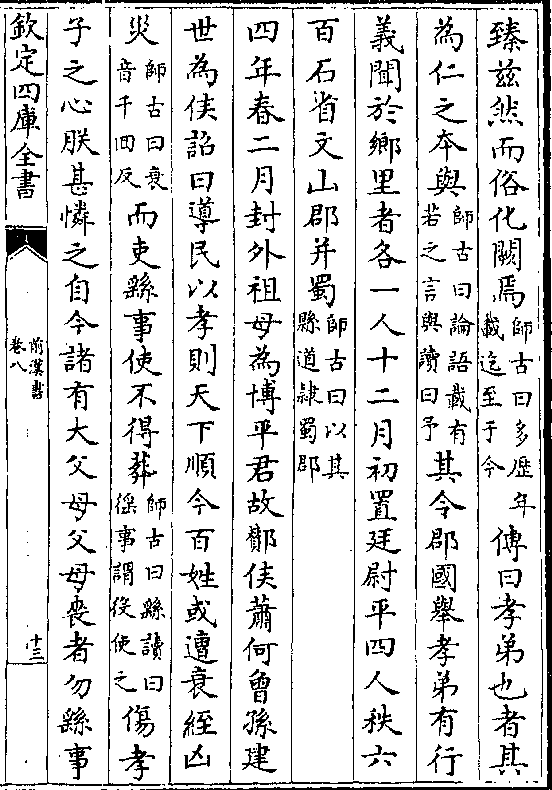 臻兹然而俗化闕焉師古曰多歴年載迄至于今傳曰孝弟也者其
為仁之本與師古曰論語載有若之言與讀曰予其令郡國舉孝弟有行
義聞於鄉里者各一人十二月初置廷尉平四人秩六
百石省文山郡并蜀師古曰以其縣道隷蜀郡
四年春二月封外祖母為博平君故酇侯蕭何曾孫建
世為侯詔曰導民以孝則天下順今百姓或遭衰絰凶
災師古曰衰音千回反而吏繇事使不得葬師古曰繇讀曰徭事謂役使之傷孝
子之心朕甚憐之自今諸有大父母父母喪者勿繇事
欽定四庫全書
前漢書
卷八
十三